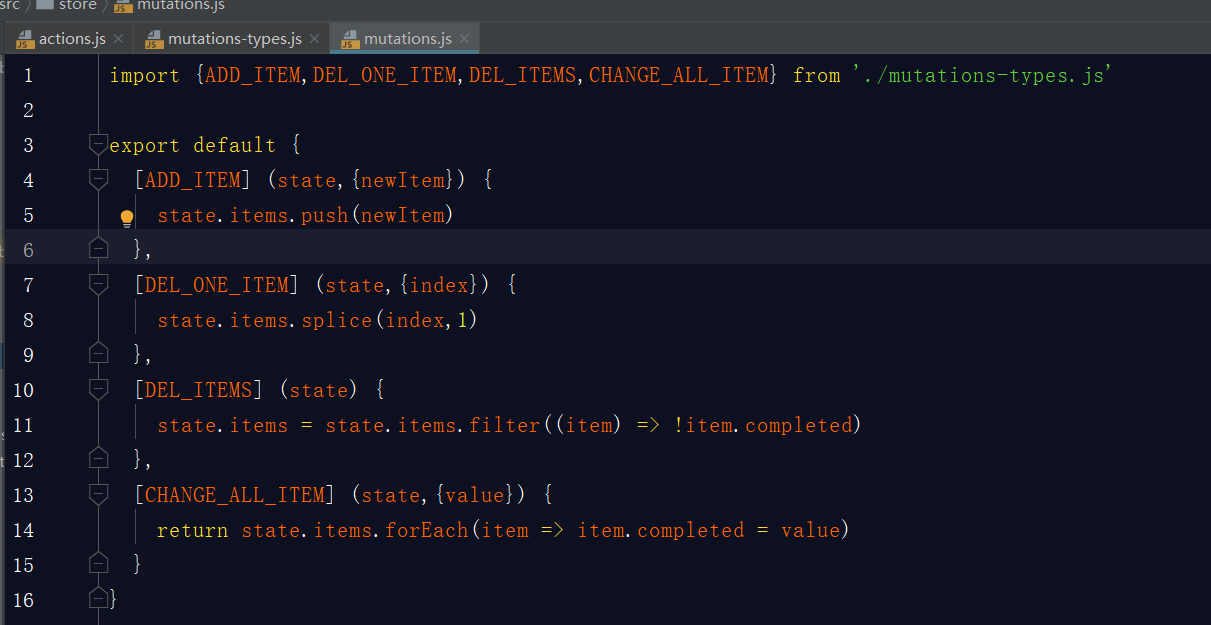 src store mutations.js
actions.js mutations-types.js mutations.js
1 import {ADD_ITEM,DEL_ONE_ITEM,DEL_ITEMS,CHANGE_ALL_ITEM} from './mutations-types.js'
2
3 export default {
4 [ADD_ITEM] (state,{newItem}) {
5 state.items.push(newItem)
6 },
7 [DEL_ONE_ITEM] (state,{index}) {
8 state.items.splice(index,1)
9 },
10 [DEL_ITEMS] (state) {
11 state.items = state.items.filter((item) => !item.completed)
12 },
13 [CHANGE_ALL_ITEM] (state,{value}) {
14 return state.items.forEach(item => item.completed = value)
15 }
16 }